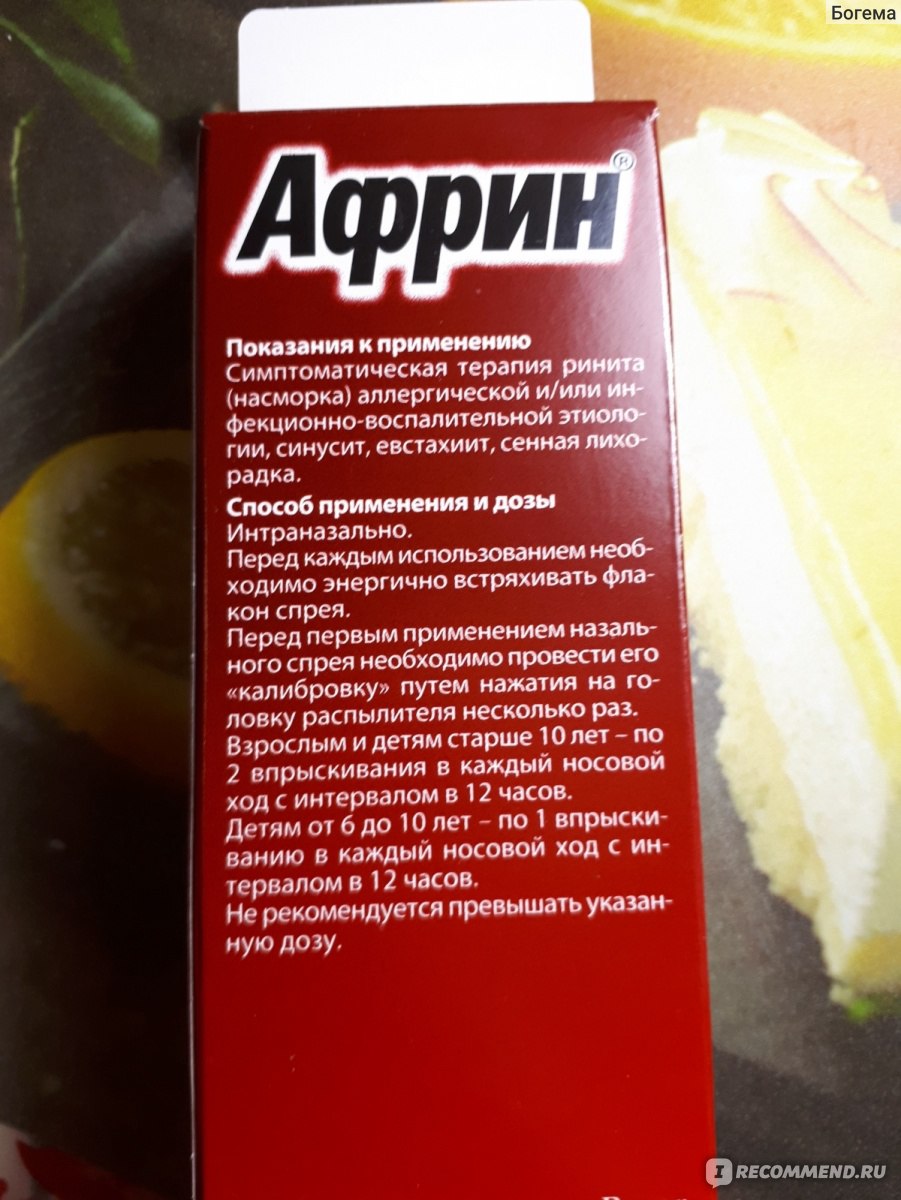 Богема
Африн®
Показания к применению
Симптоматическая терапия ринита
(насморка) аллергической и/или ин-
фекционно-воспалительной этиоло-
гии, синусит, евстахиит, сенная лихо-
радка.
Способ применения и дозы
Интраназально.
Перед каждым использованием необ-
ходимо энергично встряхивать фла-
кон спрея.
Перед первым применением назаль-
ного спрея необходимо провести его
«калибровку» путем нажатия на го-
ловку распылителя несколько раз.
Взрослым и детям старше 10 лет – по
2 впрыскивания в каждый носовой
ход с интервалом в 12 часов.
Детям от 6 до 10 лет – по 1 впрыски-
ванию в каждый носовой ход с ин-
тервалом в 12 часов.
Не рекомендуется превышать указан-
ную дозу.
IRECOMMEND.RU